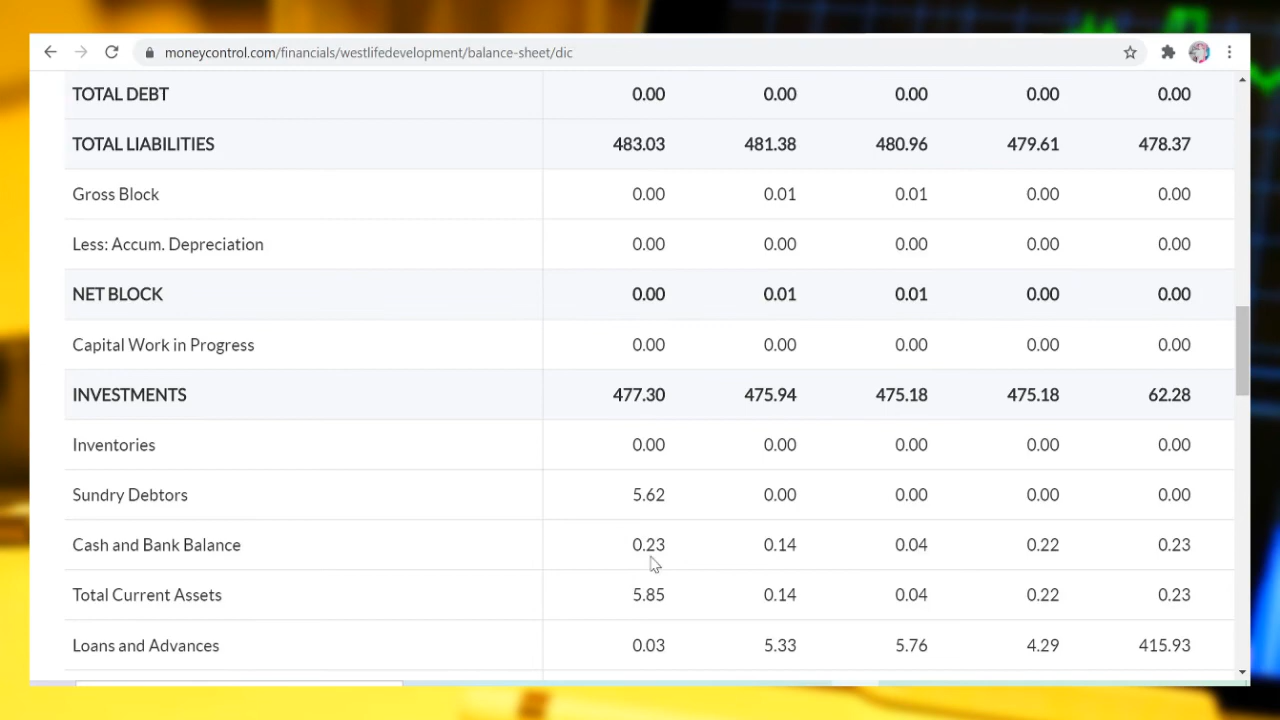 moneycontrol.com/financials/westlifedevelopment/balance-sheet/dic
TOTAL DEBT 0.00 0.00 0.00 0.00 0.00
TOTAL LIABILITIES 483.03 481.38 480.96 479.61 478.37
Gross Block 0.00 0.01 0.01 0.00 0.00
Less: Accum. Depreciation 0.00 0.00 0.00 0.00 0.00
NET BLOCK 0.00 0.01 0.01 0.00 0.00
Capital Work in Progress 0.00 0.00 0.00 0.00 0.00
INVESTMENTS 477.30 475.94 475.18 475.18 62.28
Inventories 0.00 0.00 0.00 0.00 0.00
Sundry Debtors 5.62 0.00 0.00 0.00 0.00
Cash and Bank Balance 0.23 0.14 0.04 0.22 0.23
Total Current Assets 5.85 0.14 0.04 0.22 0.23
Loans and Advances 0.03 5.33 5.76 4.29 415.93